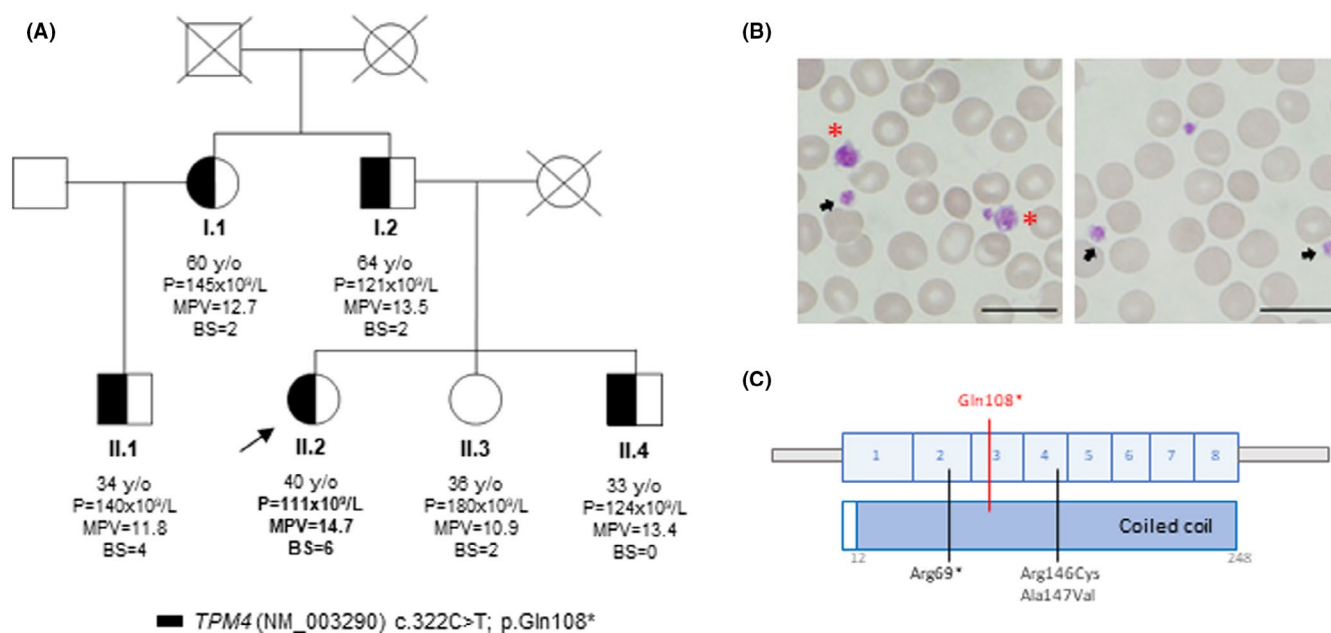 (A)
I.1
60 y/o
P=145x10⁹/L
MPV=12.7
BS=2
I.2
64 y/o
P=121x10⁹/L
MPV=13.5
BS=2
II.1
34 y/o
P=140x10⁹/L
MPV=11.8
BS=4
II.2
40 y/o
P=111x10⁹/L
MPV=14.7
BS=6
II.3
36 y/o
P=180x10⁹/L
MPV=10.9
BS=2
II.4
33 y/o
P=124x10⁹/L
MPV=13.4
BS=0
TPM4 (NM_003290) c.322C>T; p.Gln108*
(B)
*
*
(C)
Gln108*
1 2 3 4 5 6 7 8
Coiled coil
12 248
Arg69* Arg146Cys
Ala147Val